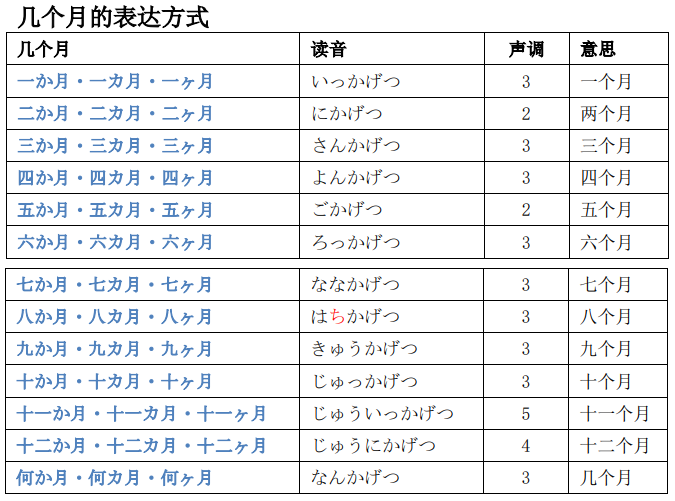 几个月的表达方式
几个月 读音 声调 意思
一か月・一カ月・一ヶ月 いっかげつ 3 一个月
二か月・二カ月・二ヶ月 にかげつ 2 两个月
三か月・三カ月・三ヶ月 さんかげつ 3 三个月
四か月・四カ月・四ヶ月 よんかげつ 3 四个月
五か月・五カ月・五ヶ月 ごかげつ 2 五个月
六か月・六カ月・六ヶ月 ろっかげつ 3 六个月
七か月・七カ月・七ヶ月 ななかげつ 3 七个月
八か月・八カ月・八ヶ月 はちかげつ 3 八个月
九か月・九カ月・九ヶ月 きゅうかげつ 3 九个月
十か月・十カ月・十ヶ月 じゅっかげつ 3 十个月
十一か月・十一カ月・十一ヶ月 じゅういっかげつ 5 十一个月
十二か月・十二カ月・十二ヶ月 じゅうにかげつ 4 十二个月
何か月・何カ月・何ヶ月 なんかげつ 3 几个月